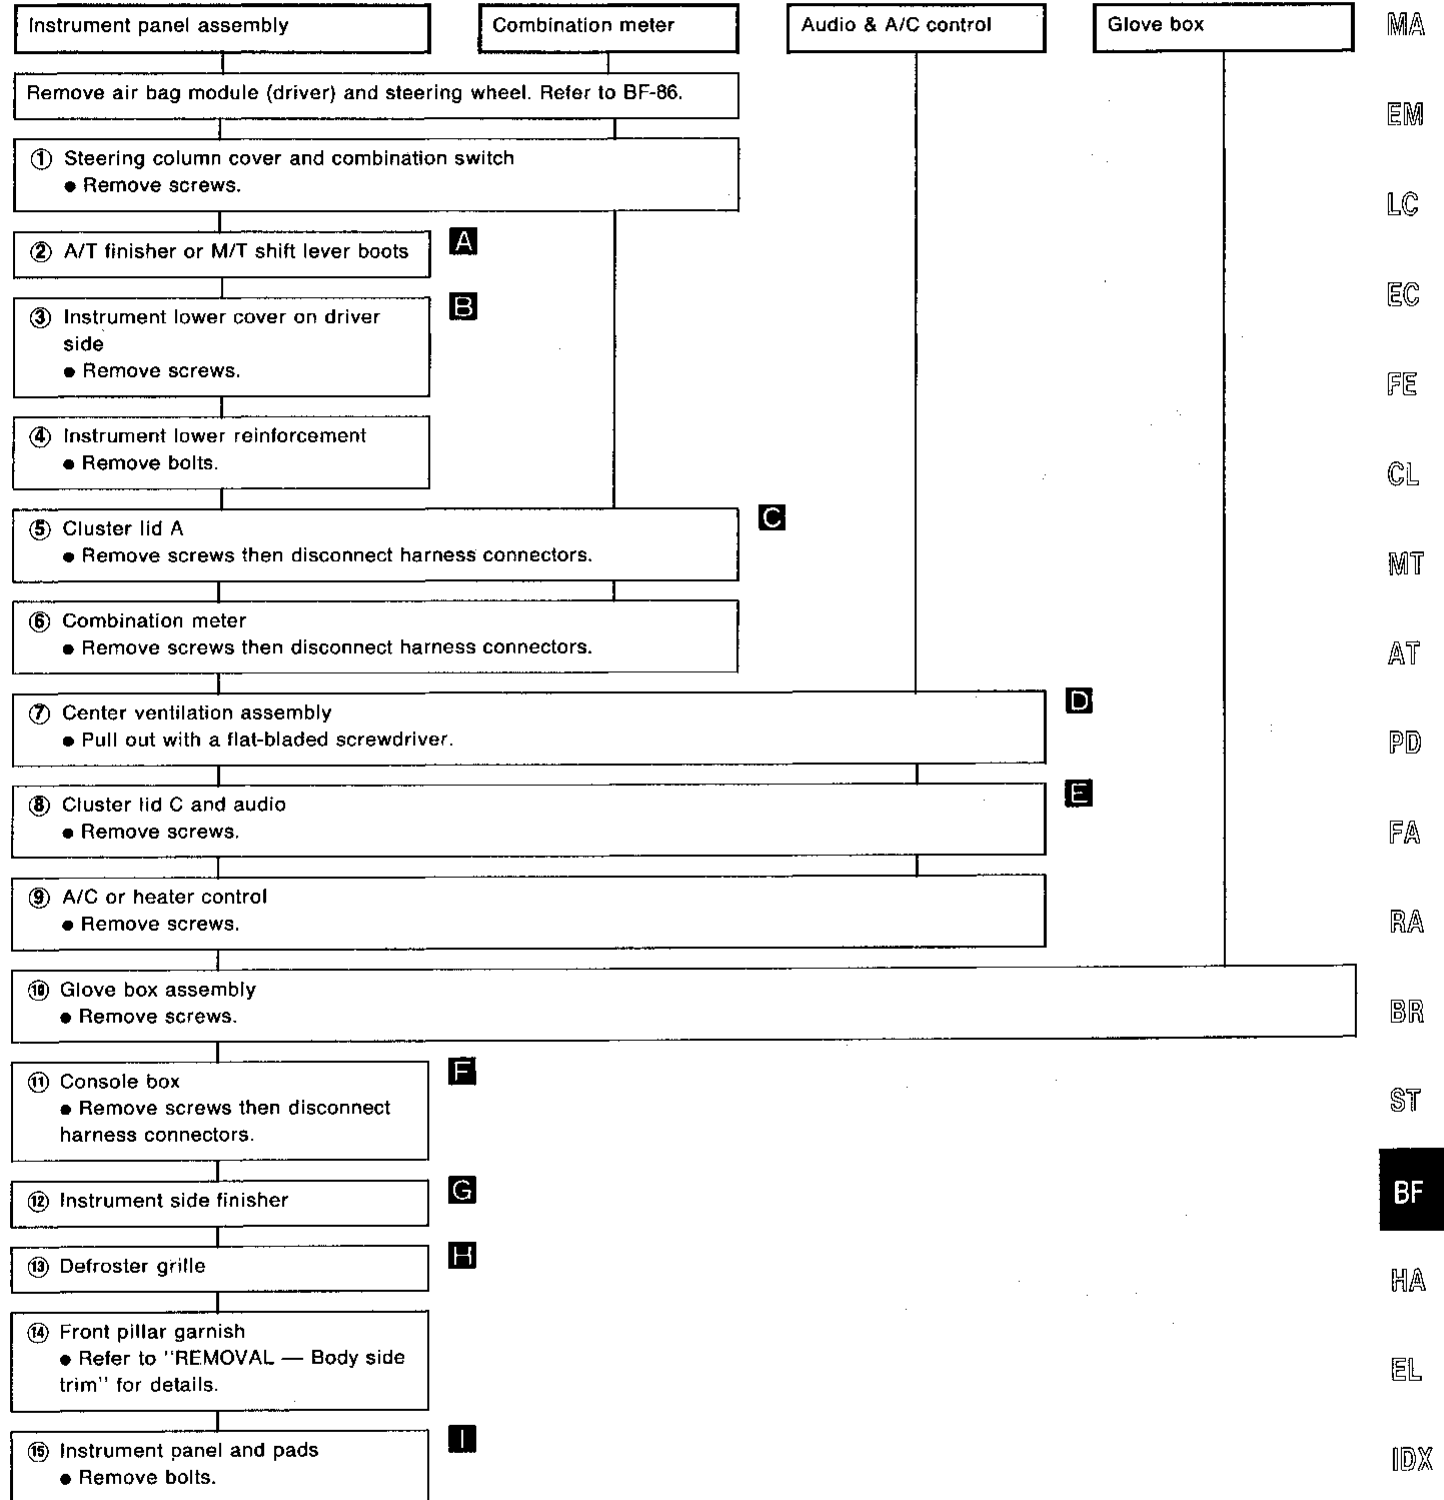 Instrument panel assembly
Combination meter
Audio & A/C control
Glove box
MA
Remove air bag module (driver) and steering wheel. Refer to BF-86.
EM
① Steering column cover and combination switch
● Remove screws.
LC
② A/T finisher or M/T shift lever boots
A
③ Instrument lower cover on driver
side
● Remove screws.
B
EC
FE
④ Instrument lower reinforcement
● Remove bolts.
CL
⑤ Cluster lid A
● Remove screws then disconnect harness connectors.
C
MT
⑥ Combination meter
● Remove screws then disconnect harness connectors.
AT
⑦ Center ventilation assembly
● Pull out with a flat-bladed screwdriver.
D
PD
⑧ Cluster lid C and audio
● Remove screws.
E
FA
⑨ A/C or heater control
● Remove screws.
RA
⑩ Glove box assembly
● Remove screws.
BR
⑪ Console box
● Remove screws then disconnect
harness connectors.
F
ST
⑫ Instrument side finisher
G
BF
⑬ Defroster grille
H
HA
⑭ Front pillar garnish
● Refer to "REMOVAL — Body side
trim" for details.
EL
⑮ Instrument panel and pads
● Remove bolts.
I
IDX